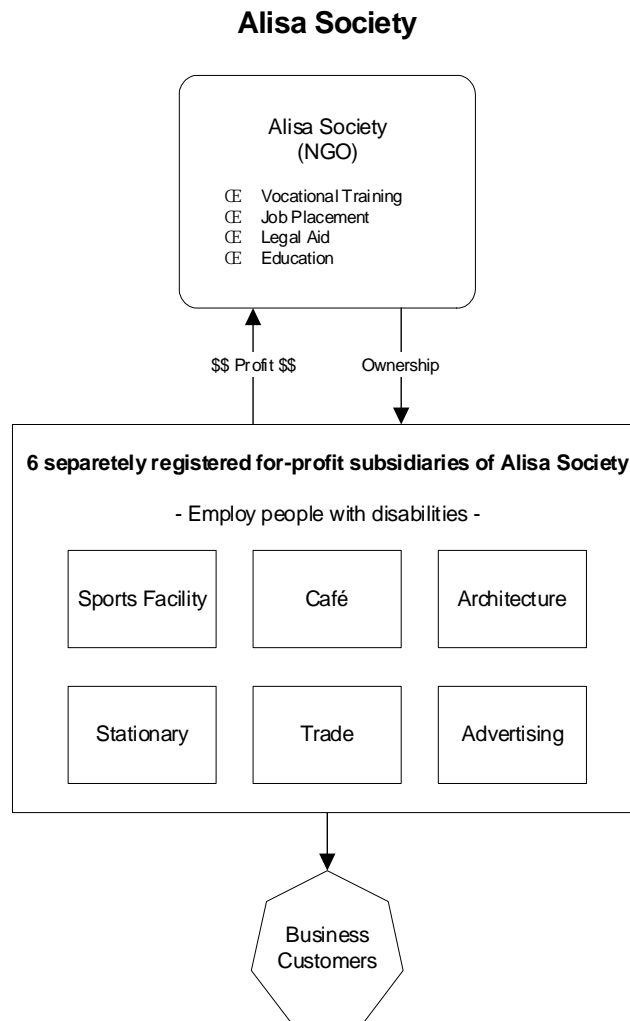 Alisa Society
Alisa Society
(NGO)
Œ Vocational Training
Œ Job Placement
Œ Legal Aid
Œ Education
$$ Profit $$
Ownership
6 separetely registered for-profit subsidiaries of Alisa Society
- Employ people with disabilities -
Sports Facility
Café
Architecture
Stationary
Trade
Advertising
Business
Customers